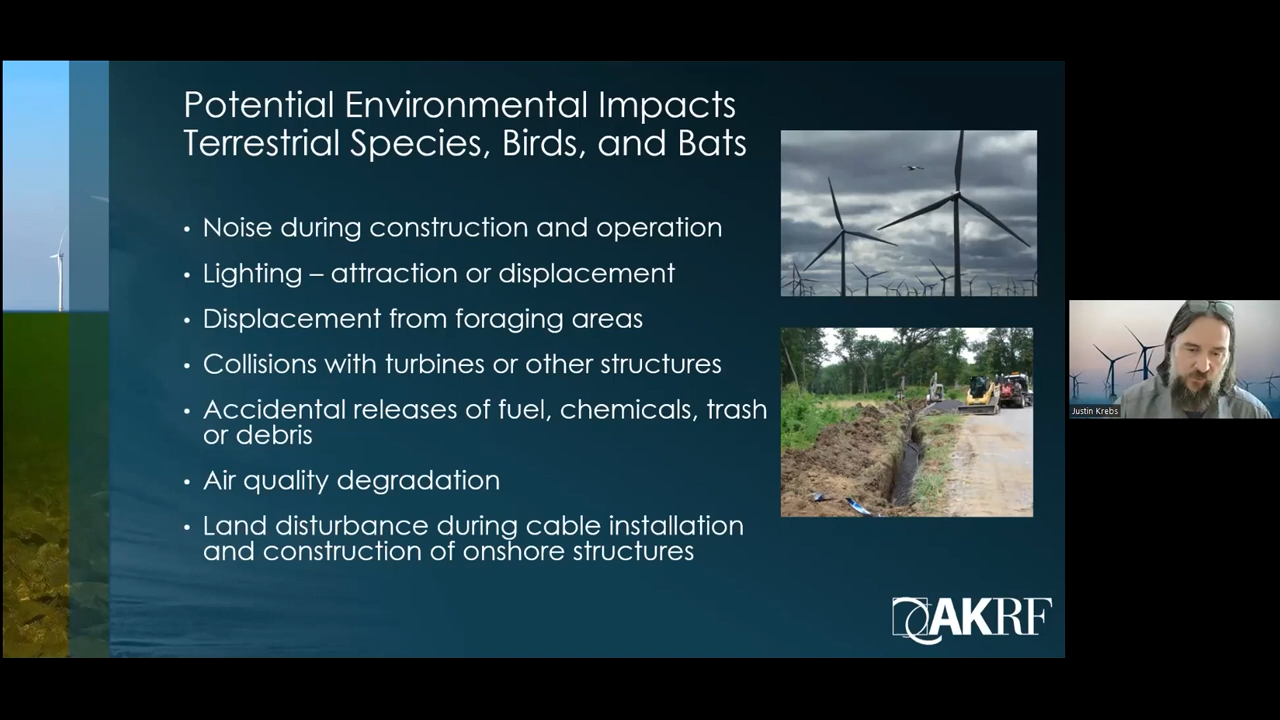 Potential Environmental Impacts
Terrestrial Species, Birds, and Bats
• Noise during construction and operation
• Lighting – attraction or displacement
• Displacement from foraging areas
• Collisions with turbines or other structures
• Accidental releases of fuel, chemicals, trash
or debris
• Air quality degradation
• Land disturbance during cable installation
and construction of onshore structures
AKRF
Justin Krebs